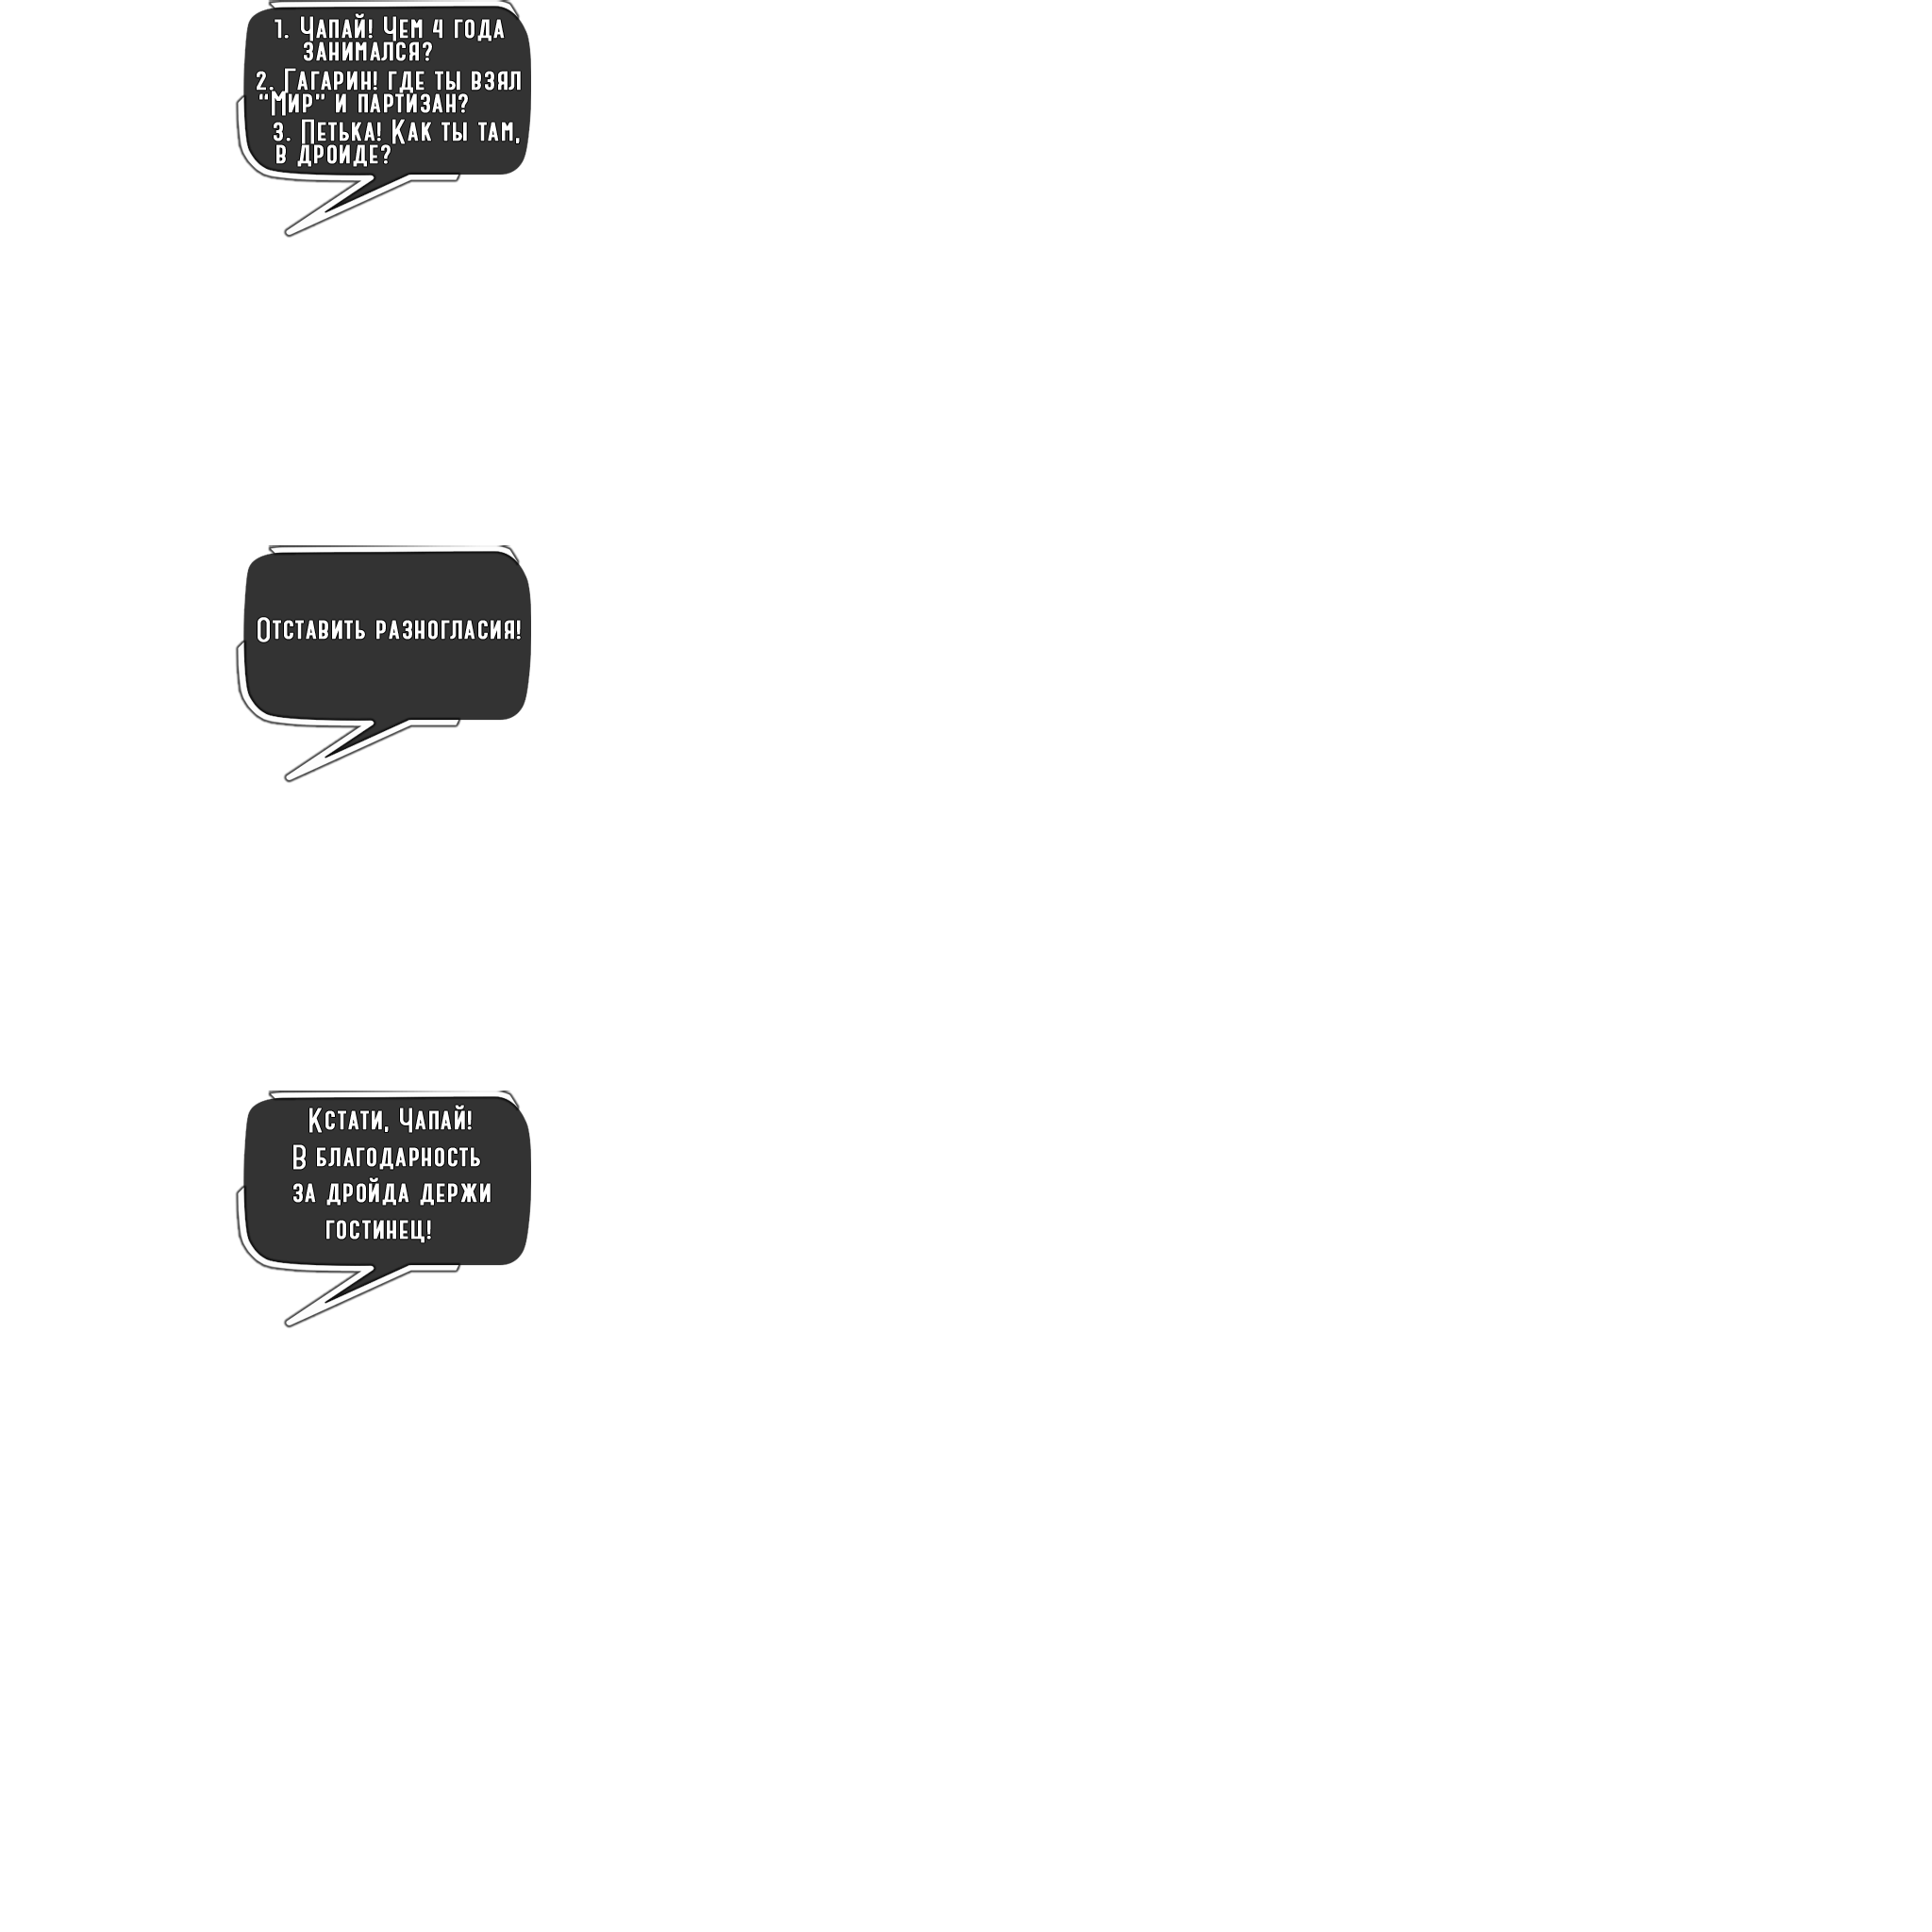 1. Чапай! Чем 4 года
занимался?
2. Гагарин! где ты взял
“Мир” и партизан?
3. Петька! Как ты там,
в дроиде?
Отставить разногласия!
Кстати, Чапай!
В благодарность
за дройда держи
гостинец!